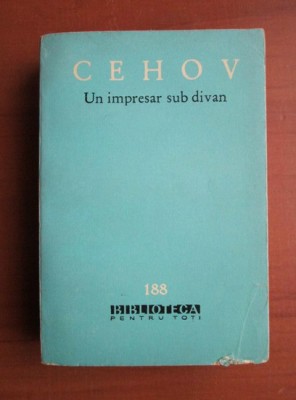 CEHOV
Un impresar sub divan
188
BIBLIOTECA
PENTRU TOȚI